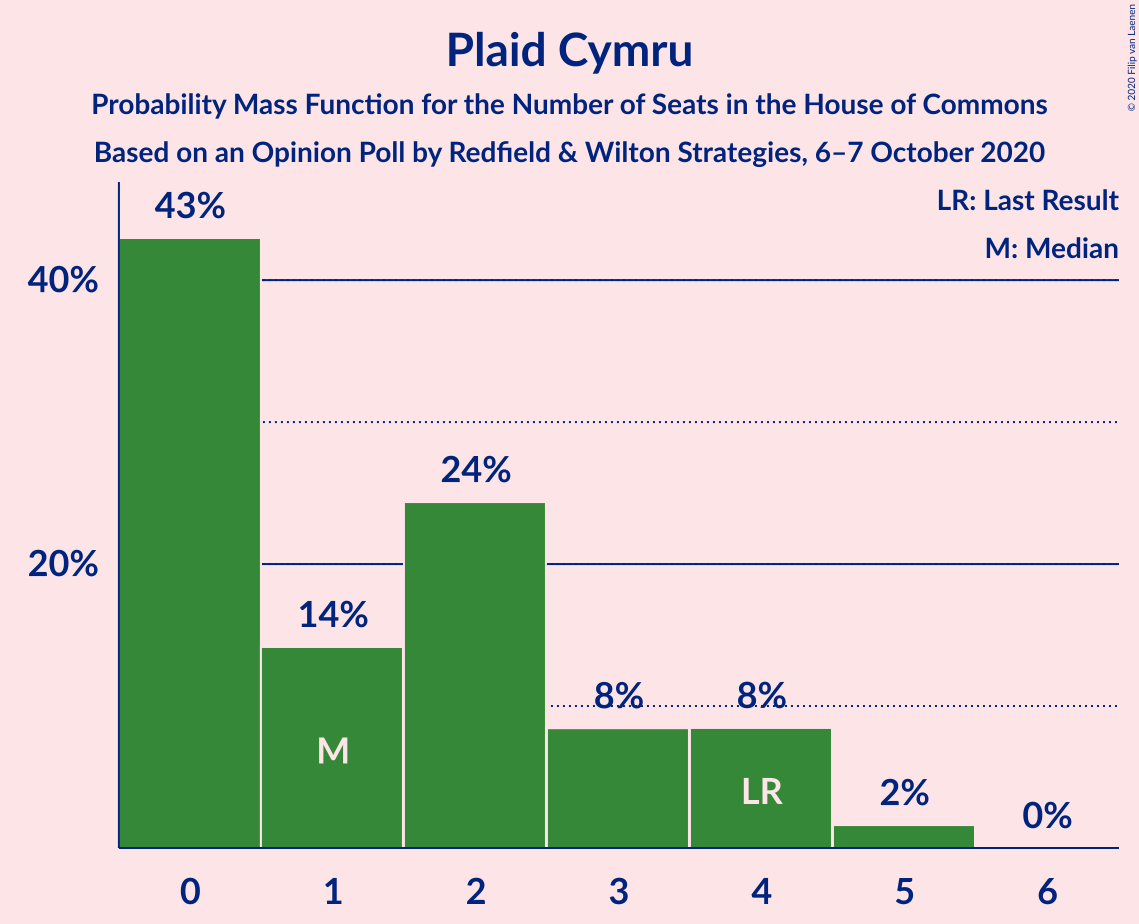 Plaid Cymru
Probability Mass Function for the Number of Seats in the House of Commons
Based on an Opinion Poll by Redfield & Wilton Strategies, 6–7 October 2020
© 2020 Filip van Laenen
LR: Last Result
M: Median
43%
40%
24%
20%
14%
8%
8%
M
LR
2%
0%
0 1 2 3 4 5 6